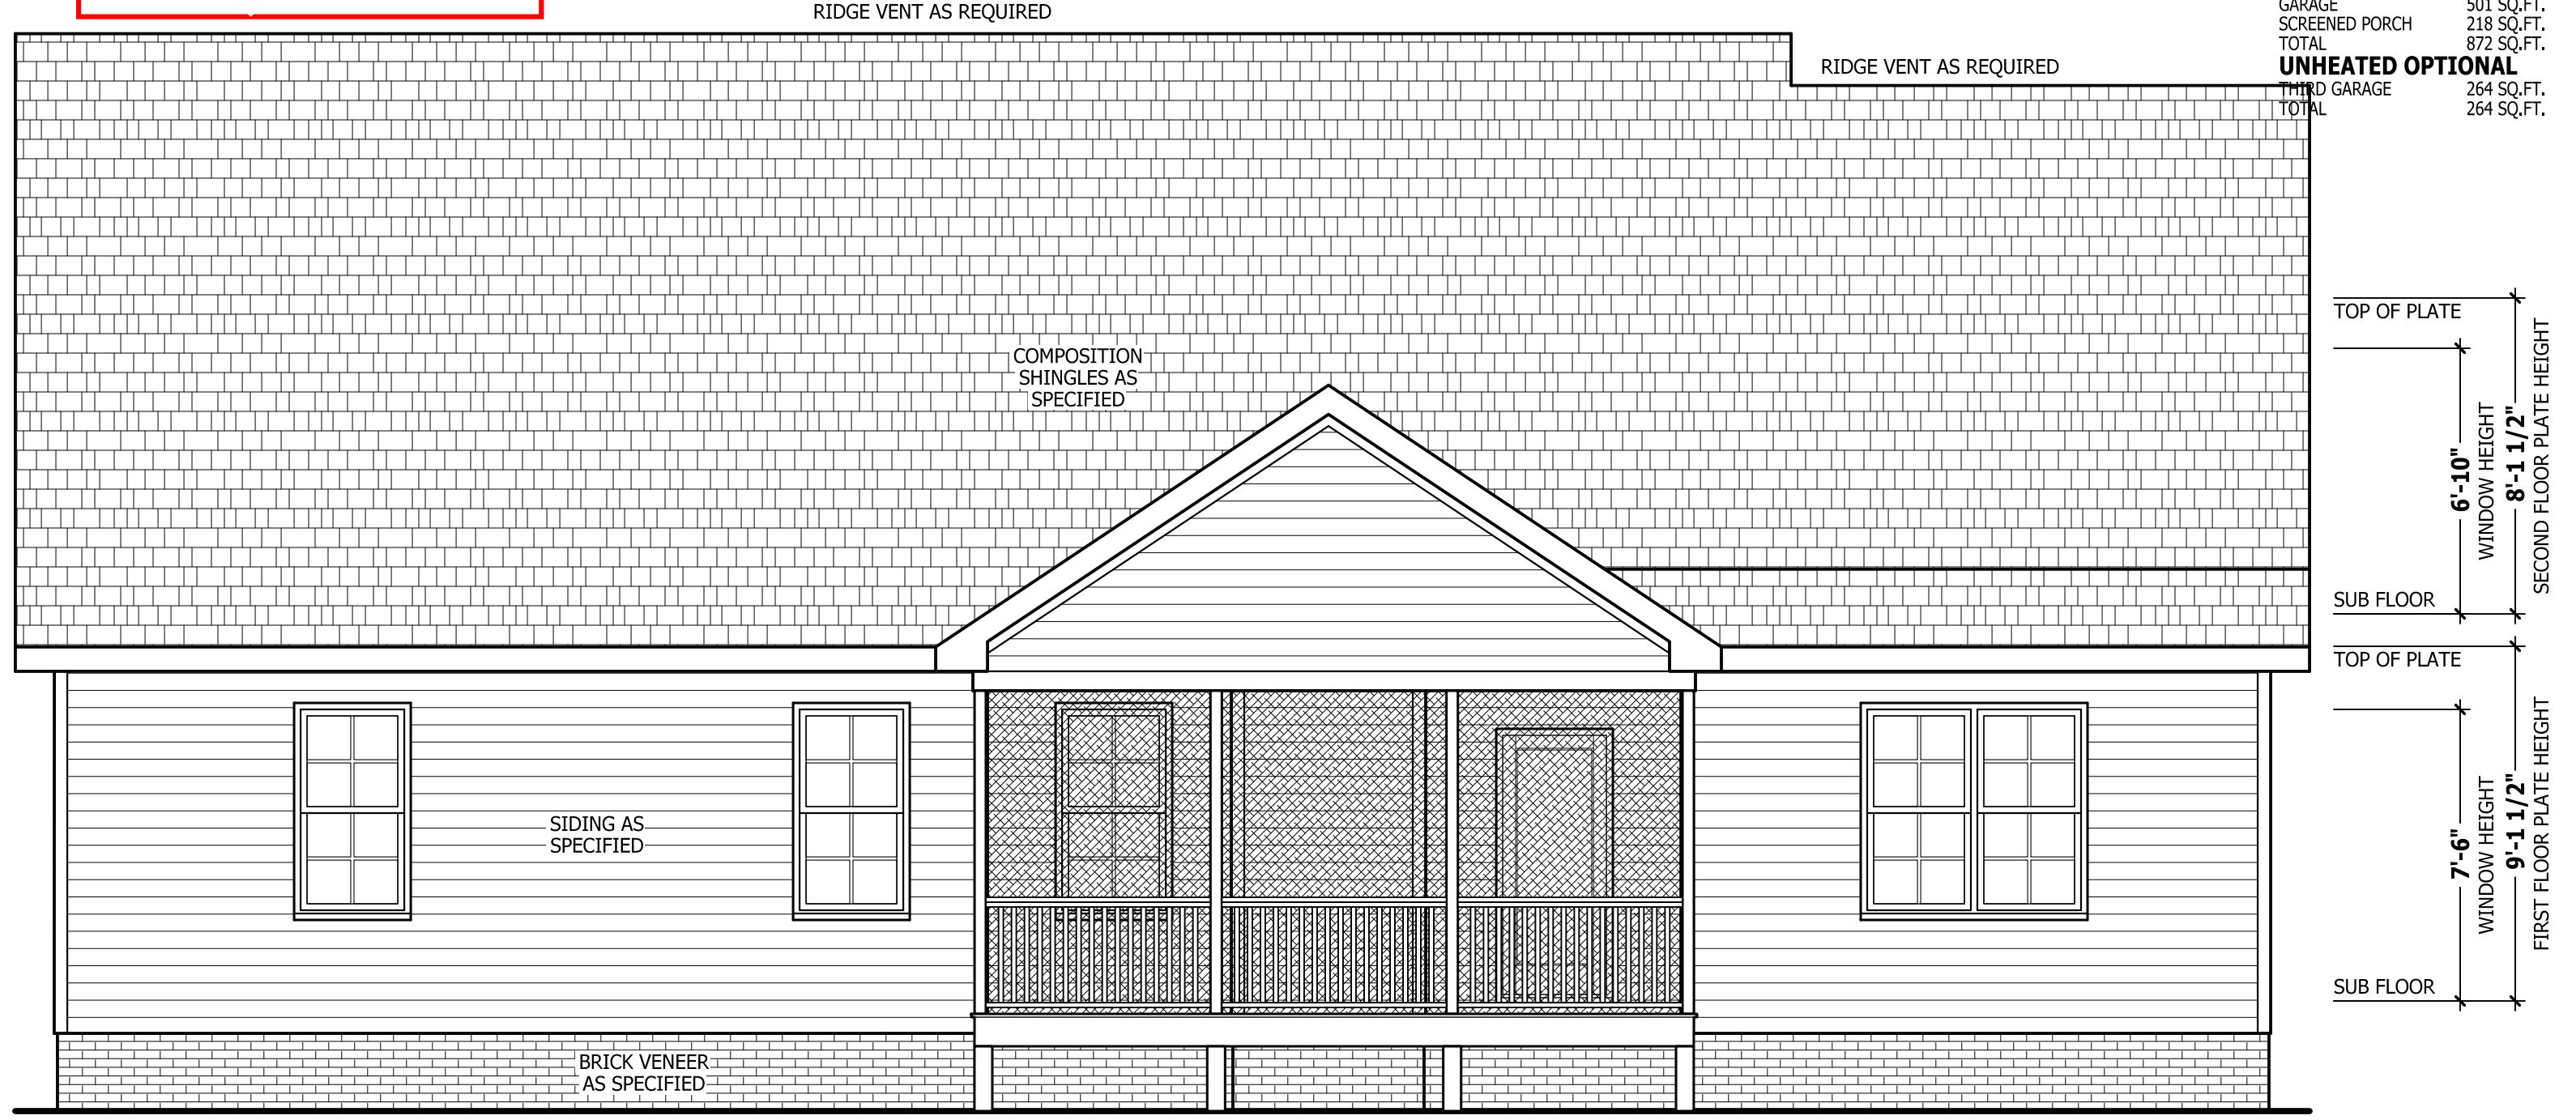 RIDGE VENT AS REQUIRED
GARAGE 501 SQ.FT.
SCREENED PORCH 218 SQ.FT.
TOTAL 872 SQ.FT.
RIDGE VENT AS REQUIRED
UNHEATED OPTIONAL
THIRD GARAGE 264 SQ.FT.
TOTAL 264 SQ.FT.
TOP OF PLATE
COMPOSITION
SHINGLES AS
SPECIFIED
6'-10"
WINDOW HEIGHT
8'-1 1/2"
SECOND FLOOR PLATE HEIGHT
SUB FLOOR
TOP OF PLATE
SIDING AS
SPECIFIED
7'-6"
WINDOW HEIGHT
9'-1 1/2"
FIRST FLOOR PLATE HEIGHT
SUB FLOOR
BRICK VENEER
AS SPECIFIED